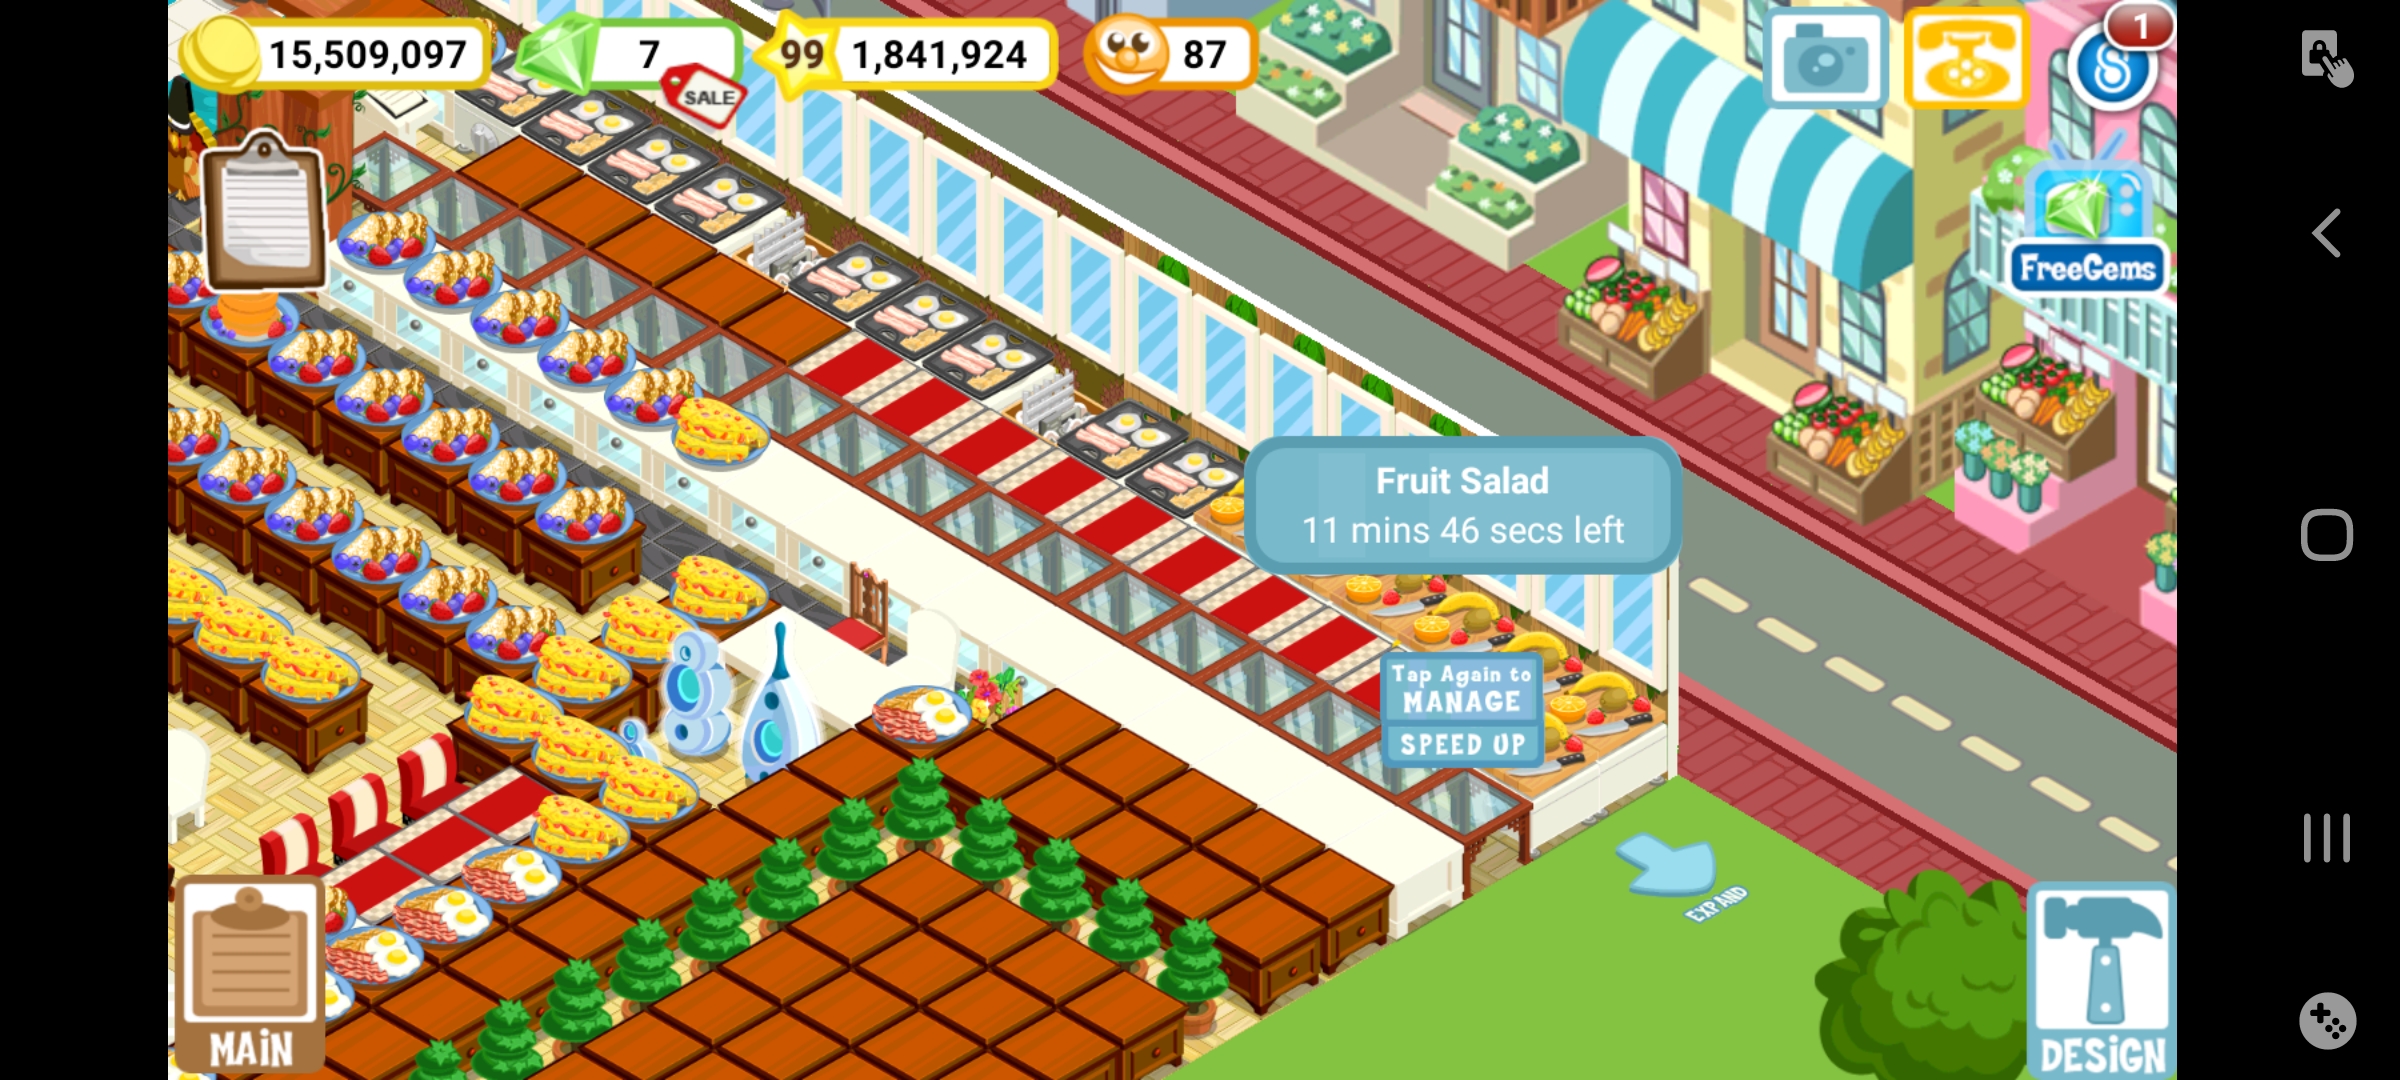 15,509,097
7
SALE
99
1,841,924
87
1
FreeGems
Fruit Salad
11 mins 46 secs left
Tap Again to
MANAGE
SPEED UP
EXPAND
MAiN
DESiGN